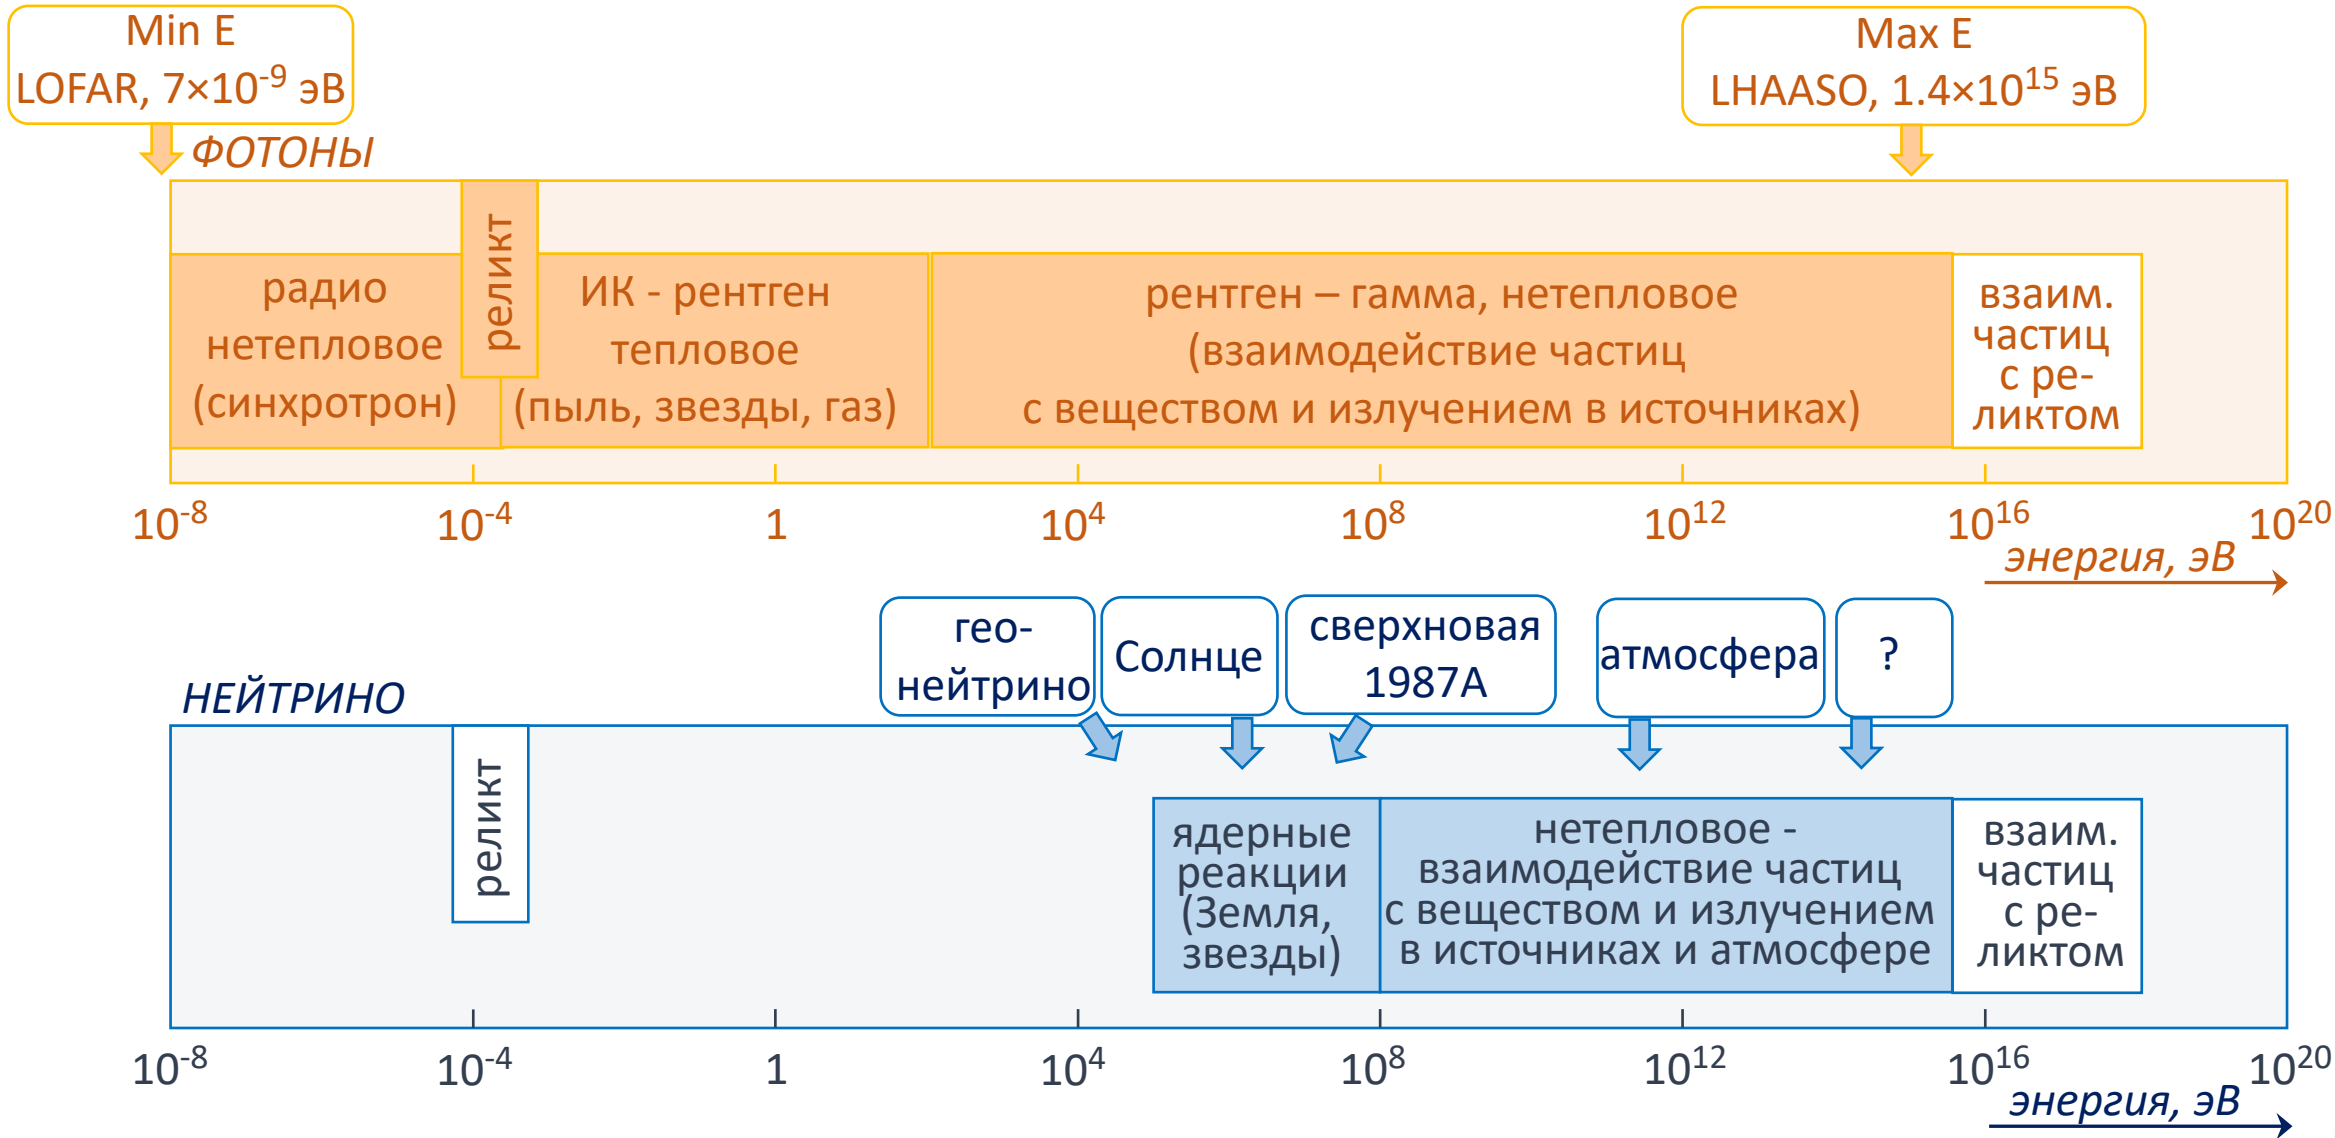 Min E
LOFAR, 7×10⁻⁹ эВ
Max E
LHAASO, 1.4×10¹⁵ эВ
ФОТОНЫ
радио
нетепловое
(синхротрон)
реликт
ИК - рентген
тепловое
(пыль, звезды, газ)
рентген – гамма, нетепловое
(взаимодействие частиц
с веществом и излучением в источниках)
взаим.
частиц
с ре-
ликтом
10⁻⁸ 10⁻⁴ 1 10⁴ 10⁸ 10¹² 10¹⁶ 10²⁰
энергия, эВ
гео-
нейтрино
Солнце
сверхновая
1987А
атмосфера
?
НЕЙТРИНО
реликт
ядерные
реакции
(Земля,
звезды)
нетепловое -
взаимодействие частиц
с веществом и излучением
в источниках и атмосфере
взаим.
частиц
с ре-
ликтом
10⁻⁸ 10⁻⁴ 1 10⁴ 10⁸ 10¹² 10¹⁶ 10²⁰
энергия, эВ